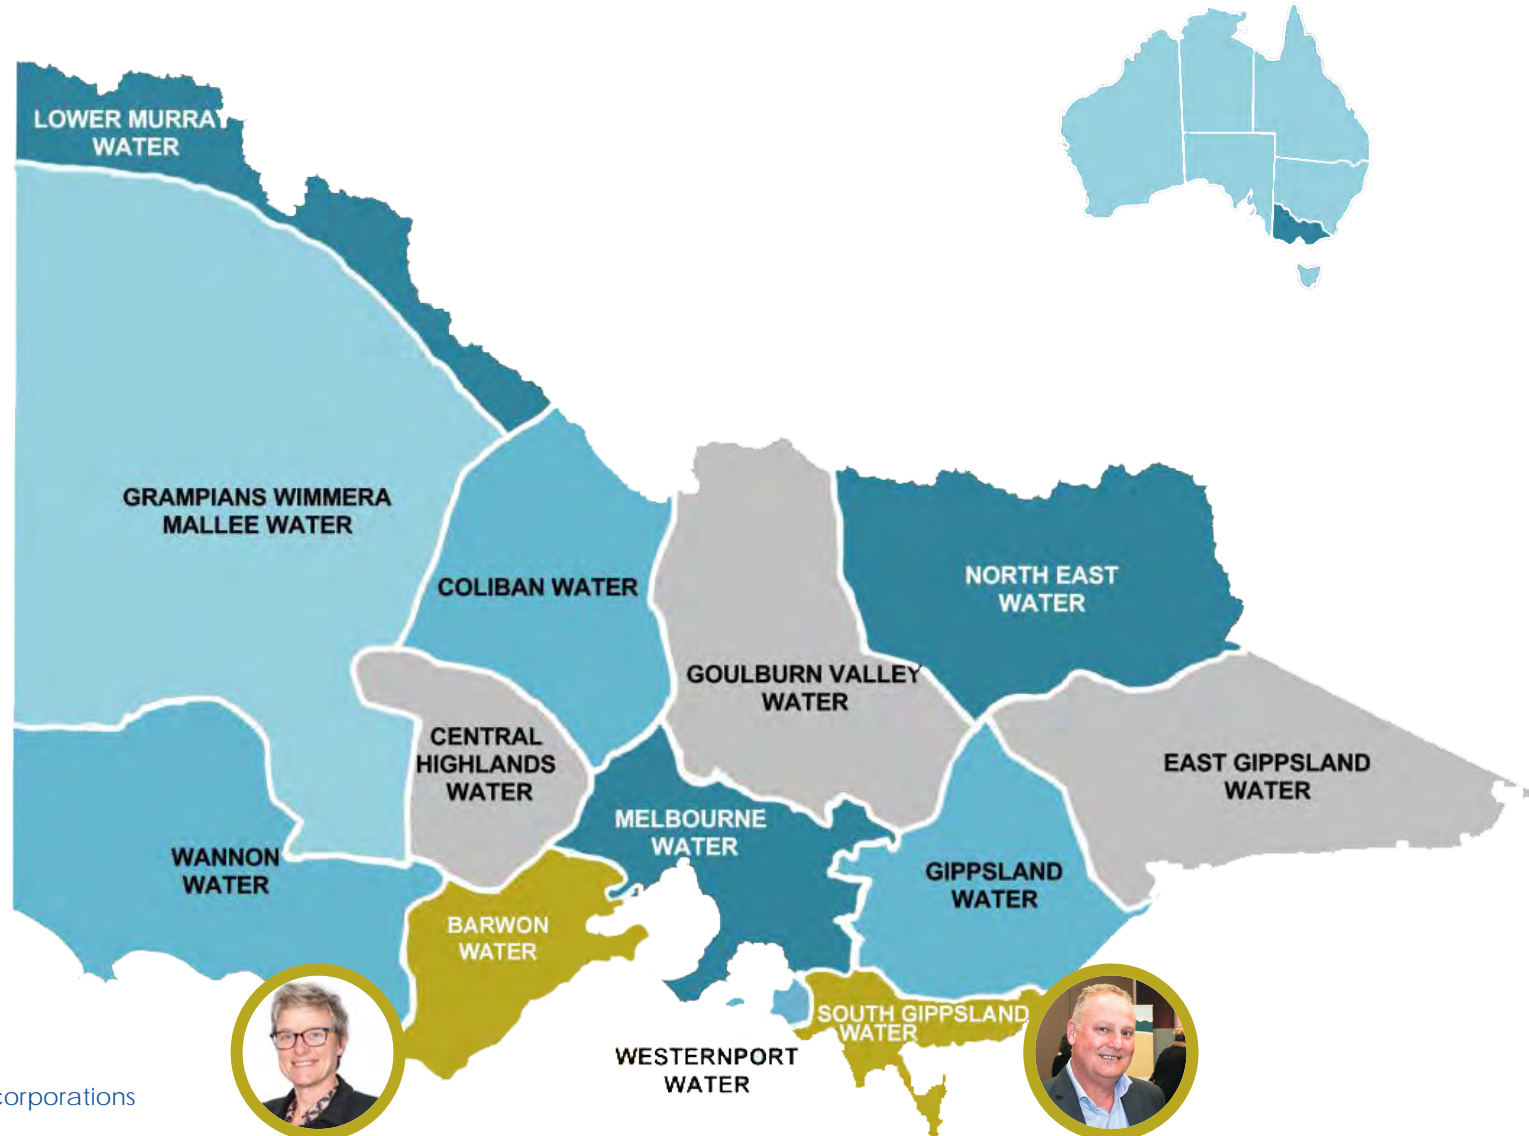 LOWER MURRAY
WATER
GRAMPIANS WIMMERA
MALLEE WATER
COLIBAN WATER
NORTH EAST
WATER
GOULBURN VALLEY
WATER
CENTRAL
HIGHLANDS
WATER
EAST GIPPSLAND
WATER
MELBOURNE
WATER
WANNON
WATER
GIPPSLAND
WATER
BARWON
WATER
SOUTH GIPPSLAND
WATER
WESTERNPORT
WATER
corporations